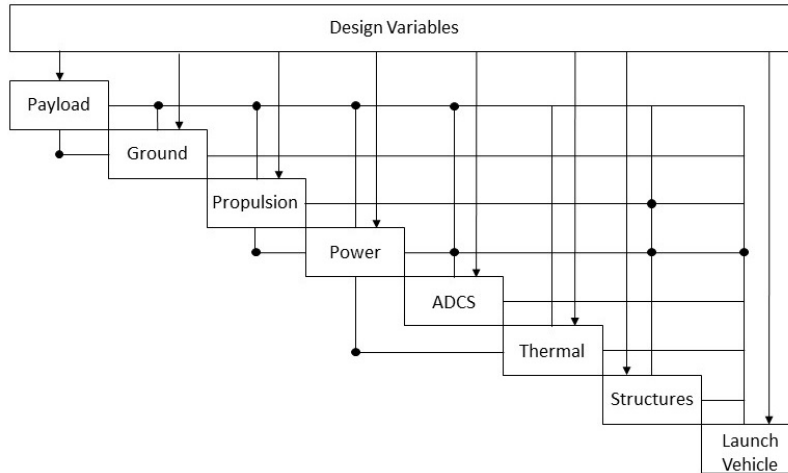 Design Variables
Payload
Ground
Propulsion
Power
ADCS
Thermal
Structures
Launch
Vehicle